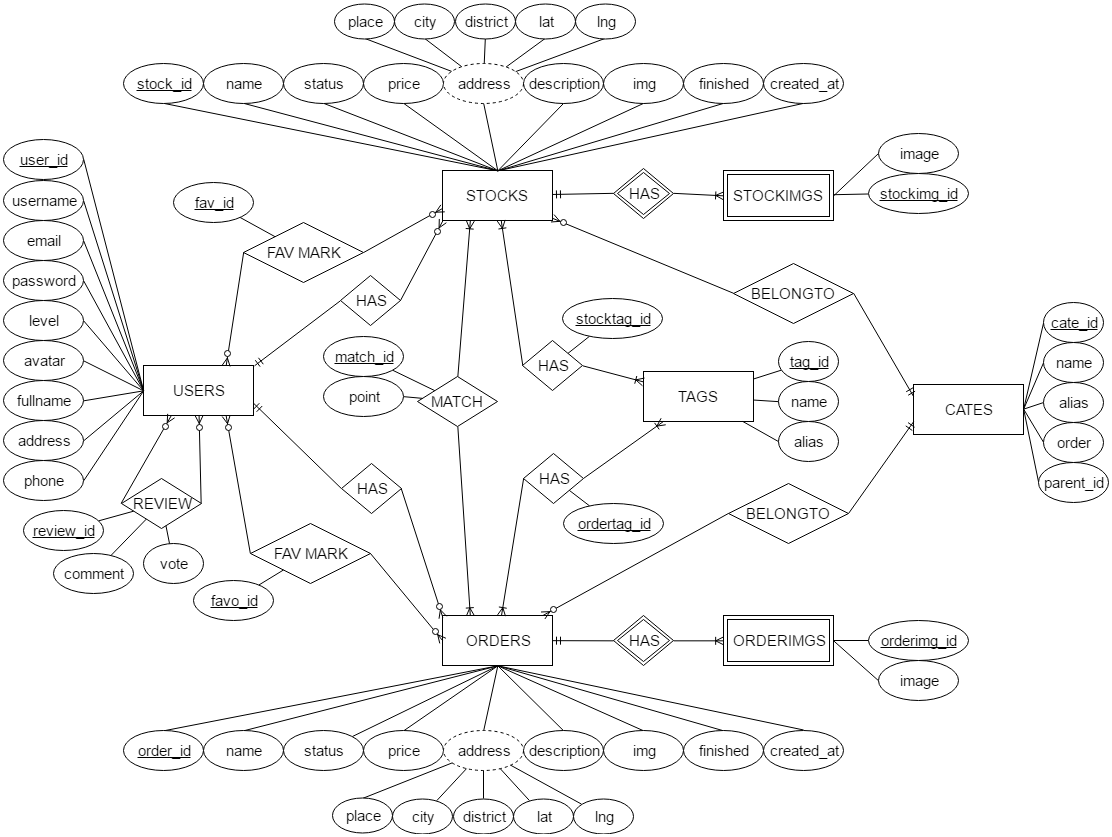 place
city
district
lat
lng
stock_id
name
status
price
address
description
img
finished
created_at
user_id
username
email
password
level
avatar
fullname
address
phone
USERS
fav_id
FAV MARK
HAS
STOCKS
HAS
STOCKIMGS
image
stockimg_id
BELONGTO
stocktag_id
HAS
match_id
point
MATCH
TAGS
tag_id
name
alias
CATES
cate_id
name
alias
order
parent_id
HAS
HAS
ordertag_id
BELONGTO
REVIEW
review_id
comment
vote
FAV MARK
favo_id
ORDERS
HAS
ORDERIMGS
orderimg_id
image
order_id
name
status
price
address
description
img
finished
created_at
place
city
district
lat
lng